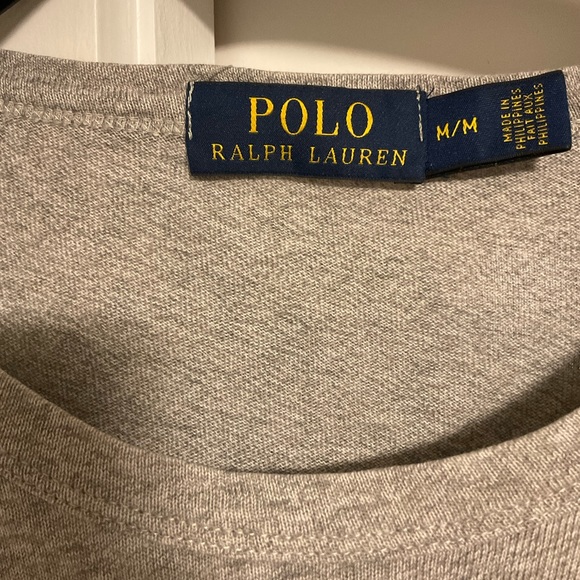 POLO
RALPH LAUREN
M/M
MADE IN
PHILIPPINES
FAIT AUX
PHILIPPINES